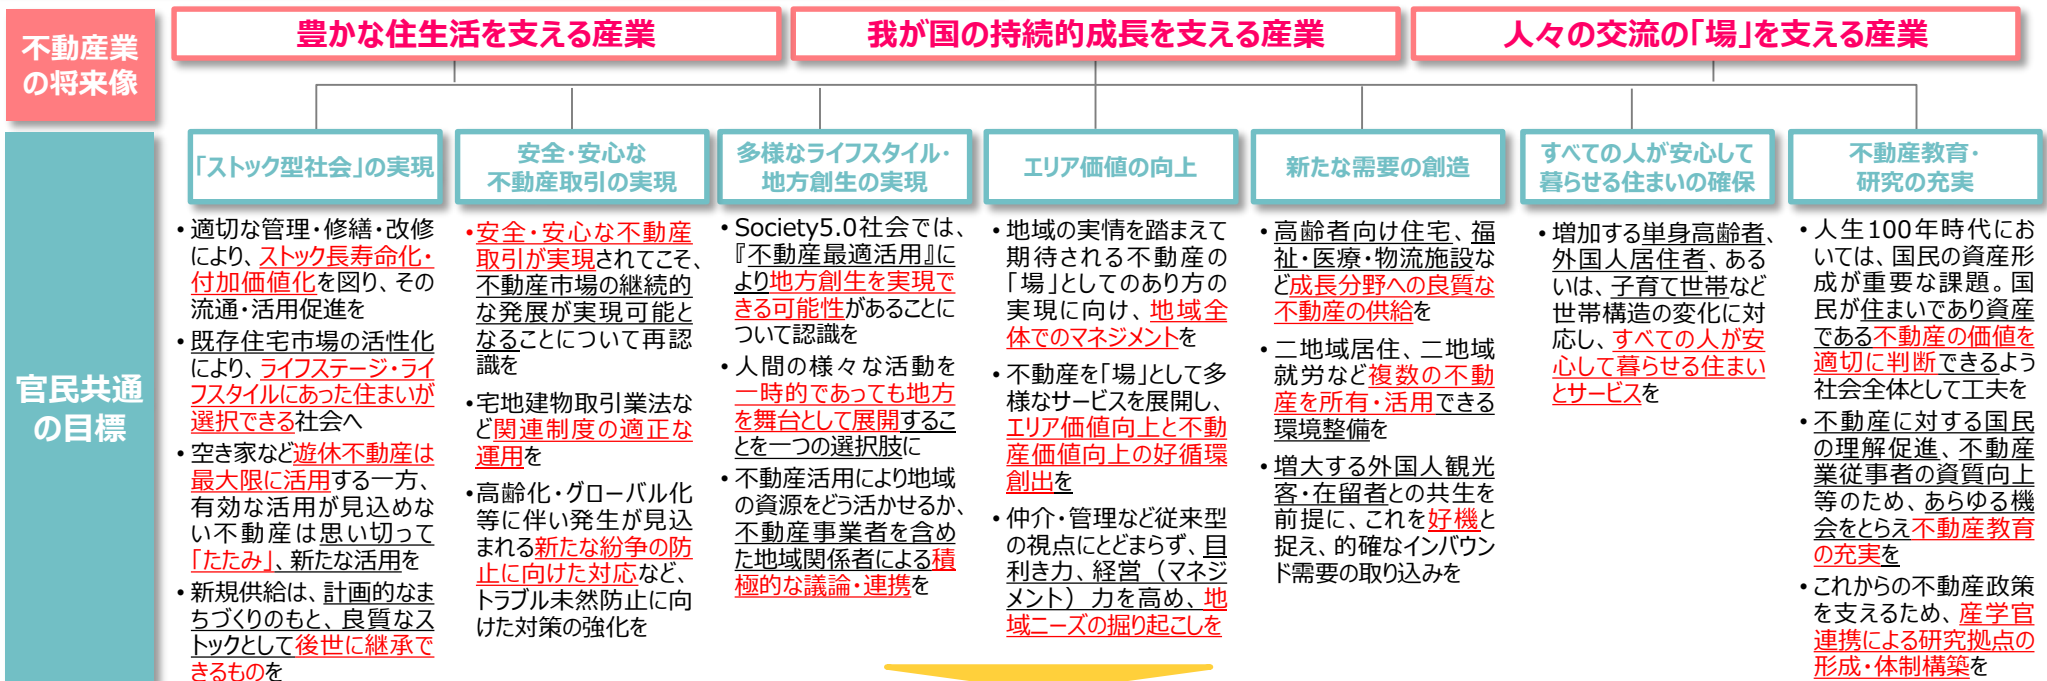 不動産業
の将来像
豊かな住生活を支える産業
我が国の持続的成長を支える産業
人々の交流の「場」を支える産業
官民共通
の目標
「ストック型社会」の実現
• 適切な管理・修繕・改修
により、ストック長寿命化・
付加価値化を図り、その
流通・活用促進を
• 既存住宅市場の活性化
により、ライフステージ・ライ
フスタイルにあった住まいが
選択できる社会へ
• 空き家など遊休不動産は
最大限に活用する一方、
有効な活用が見込めな
い不動産は思い切って
「たたみ」、新たな活用を
• 新規供給は、計画的なま
ちづくりのもと、良質なス
トックとして後世に継承で
きるものを
安全・安心な
不動産取引の実現
• 安全・安心な不動産
取引が実現されてこそ、
不動産市場の継続的
な発展が実現可能と
なることについて再認
識を
• 宅地建物取引業法な
ど関連制度の適正な
運用を
• 高齢化・グローバル化
等に伴い発生が見込
まれる新たな紛争の防
止に向けた対応など、
トラブル未然防止に向
けた対策の強化を
多様なライフスタイル・
地方創生の実現
• Society5.0社会では、
『不動産最適活用』に
より地方創生を実現で
きる可能性があることに
ついて認識を
• 人間の様々な活動を
一時的であっても地方
を舞台として展開するこ
とを一つの選択肢に
• 不動産活用により地域
の資源をどう活かせるか、
不動産事業者を含め
た地域関係者による積
極的な議論・連携を
エリア価値の向上
• 地域の実情を踏まえて
期待される不動産の
「場」としてのあり方の
実現に向け、地域全
体でのマネジメントを
• 不動産を「場」として多
様なサービスを展開し、
エリア価値向上と不動
産価値向上の好循環
創出を
• 仲介・管理など従来型
の視点にとどまらず、目
利き力、経営（マネジ
メント）力を高め、地
域ニーズの掘り起こしを
新たな需要の創造
• 高齢者向け住宅、福
祉・医療・物流施設な
ど成長分野への良質な
不動産の供給を
• 二地域居住、二地域
就労など複数の不動
産を所有・活用できる
環境整備を
• 増大する外国人観光
客・在留者との共生を
前提に、これを好機と
捉え、的確なインバウン
ド需要の取り込みを
すべての人が安心して
暮らせる住まいの確保
• 増加する単身高齢者、
外国人居住者、ある
いは、子育て世帯など
世帯構造の変化に対
応し、すべての人が安
心して暮らせる住まい
とサービスを
不動産教育・
研究の充実
• 人生100年時代にお
いては、国民の資産形
成が重要な課題。国
民が住まいであり資産
である不動産の価値を
適切に判断できるよう
社会全体として工夫を
• 不動産に対する国民
の理解促進、不動産
業従事者の資質向上
等のため、あらゆる機
会をとらえ不動産教育
の充実を
• これからの不動産政策
を支えるため、産学官
連携による研究拠点の
形成・体制構築を